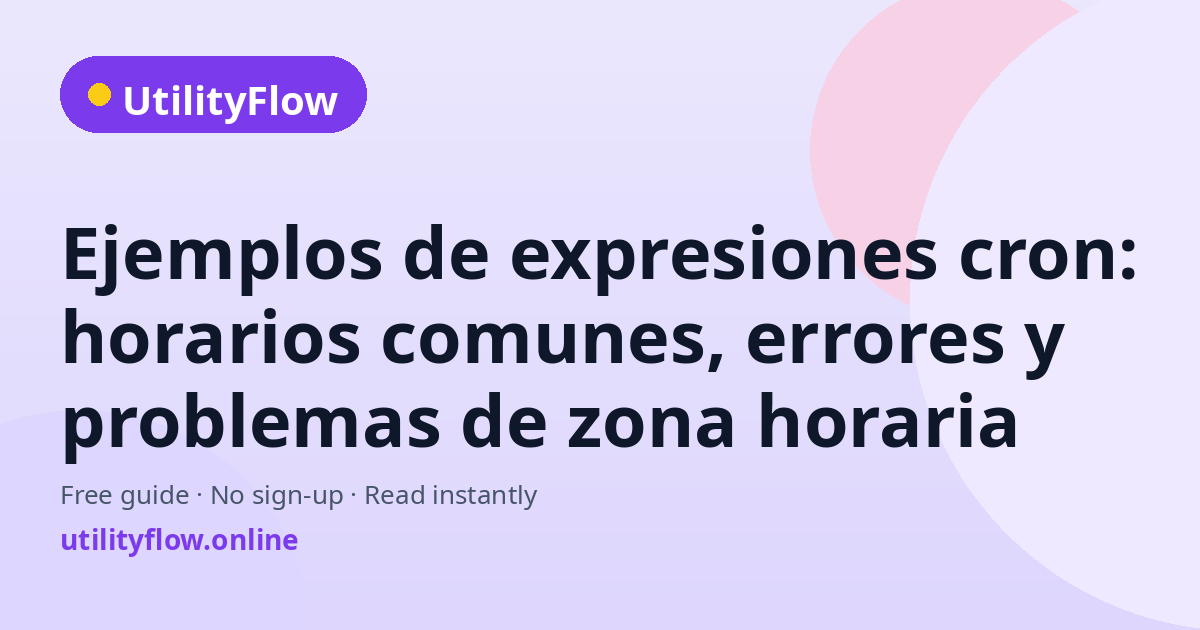 UtilityFlow
Ejemplos de expresiones cron:
horarios comunes, errores y
problemas de zona horaria
Free guide · No sign-up · Read instantly
utilityflow.online